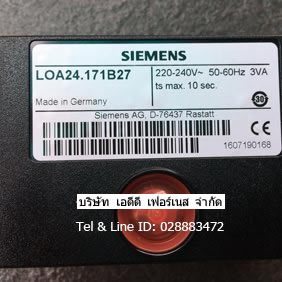 SIEMENS
LOA24.171B27
220-240V~ 50-60Hz 3VA
ts max. 10 sec.
Made in Germany
Siemens AG, D-76437 Rastatt
30
1607190168
บริษัท เอดีดี เฟอร์เนส จำกัด
Tel & Line ID: 028883472